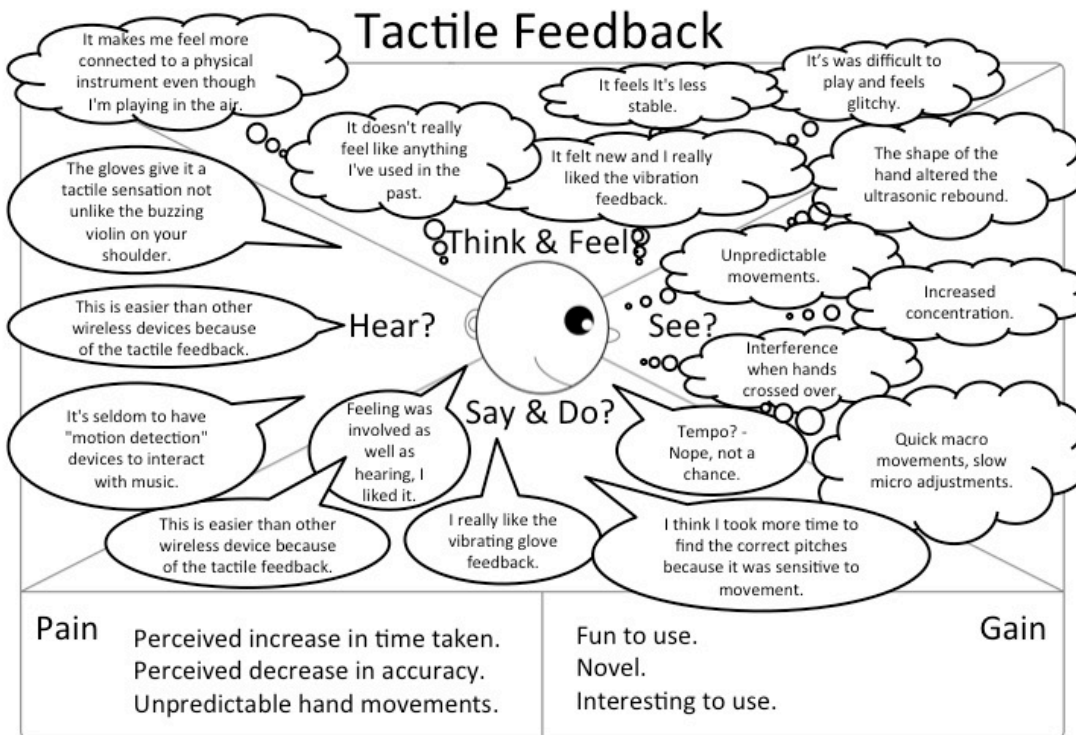 Tactile Feedback
It makes me feel more
connected to a physical
instrument even though
I'm playing in the air.
It doesn't really
feel like anything
I've used in the
past.
It feels It's less
stable.
It felt new and I really
liked the vibration
feedback.
It's was difficult to
play and feels
glitchy.
The shape of the
hand altered the
ultrasonic rebound.
The gloves give it a
tactile sensation not
unlike the buzzing
violin on your
shoulder.
Think & Feel?
Unpredictable
movements.
Increased
concentration.
This is easier than other
wireless devices because
of the tactile feedback.
Hear?
See?
Interference
when hands
crossed over.
It's seldom to have
"motion detection"
devices to interact
with music.
Feeling was
involved as
well as
hearing, I
liked it.
Say & Do?
Tempo? -
Nope, not a
chance.
Quick macro
movements, slow
micro adjustments.
This is easier than other
wireless device because
of the tactile feedback.
I really like the
vibrating glove
feedback.
I think I took more time to
find the correct pitches
because it was sensitive to
movement.
Pain
Perceived increase in time taken.
Perceived decrease in accuracy.
Unpredictable hand movements.
Gain
Fun to use.
Novel.
Interesting to use.